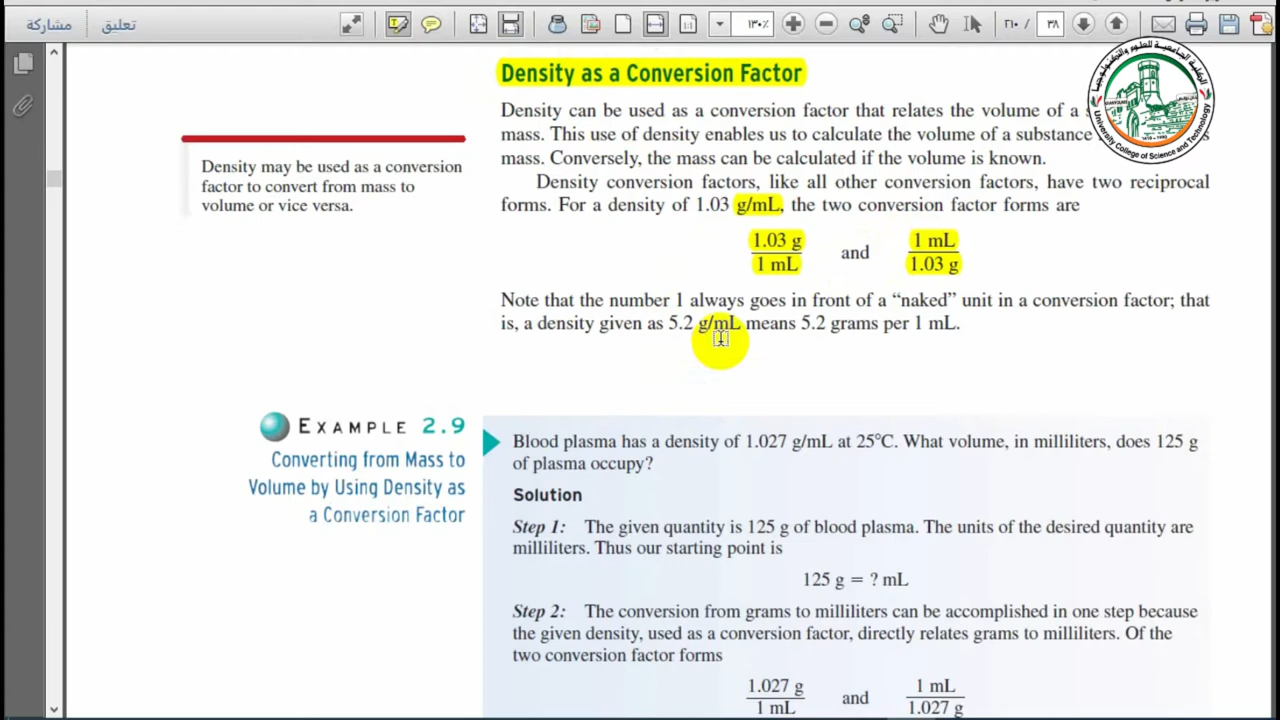 مشاركة
تعليق
١٣٠٪
٢١٠ /
٣٨
Density as a Conversion Factor
Density can be used as a conversion factor that relates the volume of a s
mass. This use of density enables us to calculate the volume of a substance s
mass. Conversely, the mass can be calculated if the volume is known.
Density conversion factors, like all other conversion factors, have two reciprocal
forms. For a density of 1.03 g/mL, the two conversion factor forms are
1.03 g
1 mL
and
1 mL
1.03 g
Note that the number 1 always goes in front of a “naked” unit in a conversion factor; that
is, a density given as 5.2 g/mL means 5.2 grams per 1 mL.
Density may be used as a conversion
factor to convert from mass to
volume or vice versa.
University College of Science and Technology
EXAMPLE 2.9
Converting from Mass to
Volume by Using Density as
a Conversion Factor
Blood plasma has a density of 1.027 g/mL at 25°C. What volume, in milliliters, does 125 g
of plasma occupy?
Solution
Step 1: The given quantity is 125 g of blood plasma. The units of the desired quantity are
milliliters. Thus our starting point is
125 g = ? mL
Step 2: The conversion from grams to milliliters can be accomplished in one step because
the given density, used as a conversion factor, directly relates grams to milliliters. Of the
two conversion factor forms
1.027 g
1 mL
and
1 mL
1.027 g